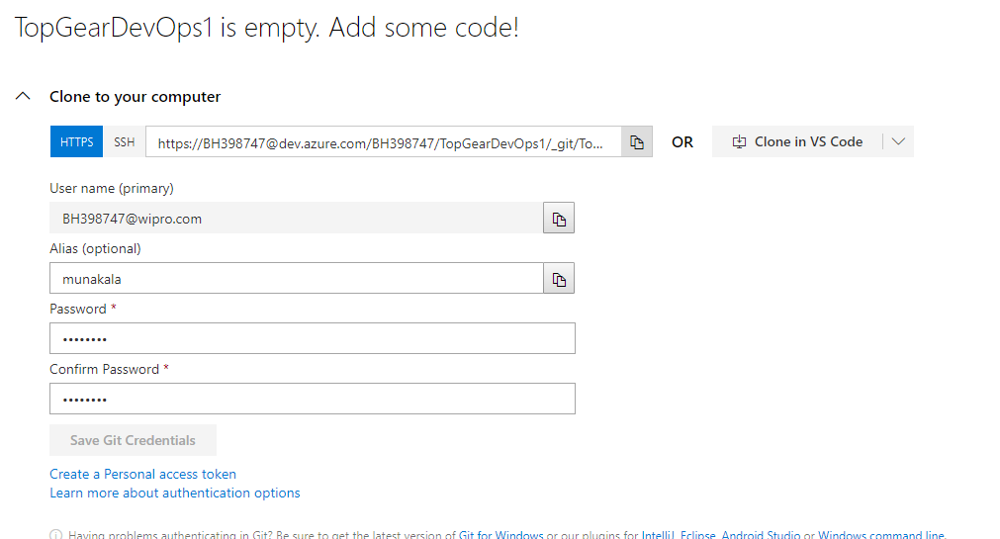 TopGearDevOps1 is empty. Add some code!
Clone to your computer
HTTPS SSH https://BH398747@dev.azure.com/BH398747/TopGearDevOps1/_git/To... OR Clone in VS Code
User name (primary)
BH398747@wipro.com
Alias (optional)
munakala
Password *
••••••••
Confirm Password *
••••••••
Save Git Credentials
Create a Personal access token
Learn more about authentication options
Having problems authenticating in Git? Be sure to get the latest version of Git for Windows or our plugins for IntelliJ, Eclipse, Android Studio or Windows command line.